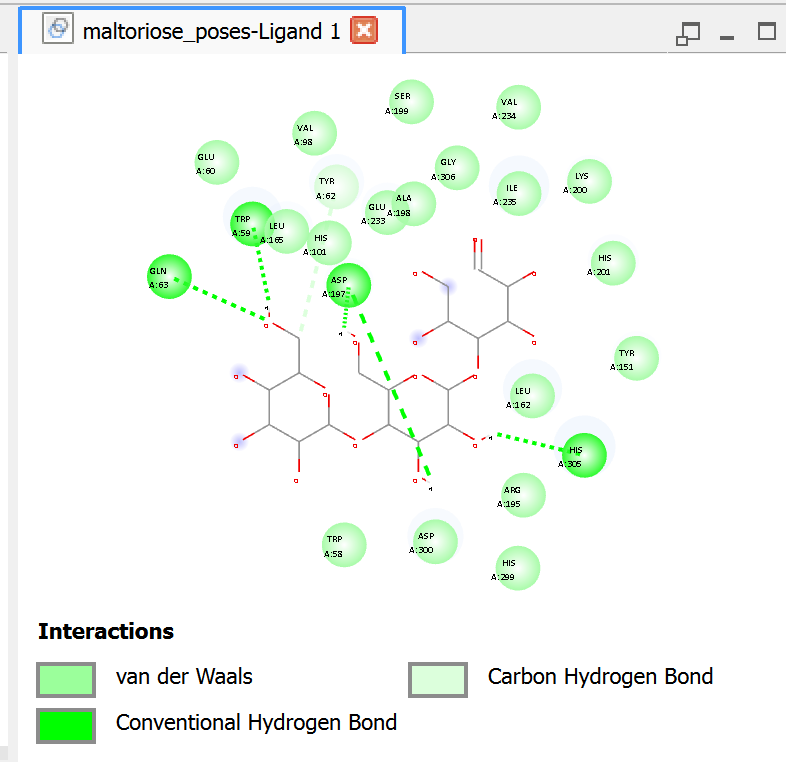 maltoriose_poses-Ligand 1
SER
A:199
VAL
A:234
VAL
A:98
GLU
A:60
GLY
A:306
TYR
A:62
ILE
A:235
LYS
A:200
GLU
A:233
ALA
A:198
TRP
A:59
LEU
A:165
HIS
A:101
HIS
A:201
GLN
A:63
ASP
A:197
TYR
A:151
LEU
A:162
HIS
A:305
ARG
A:195
TRP
A:58
ASP
A:300
HIS
A:299
Interactions
van der Waals
Carbon Hydrogen Bond
Conventional Hydrogen Bond